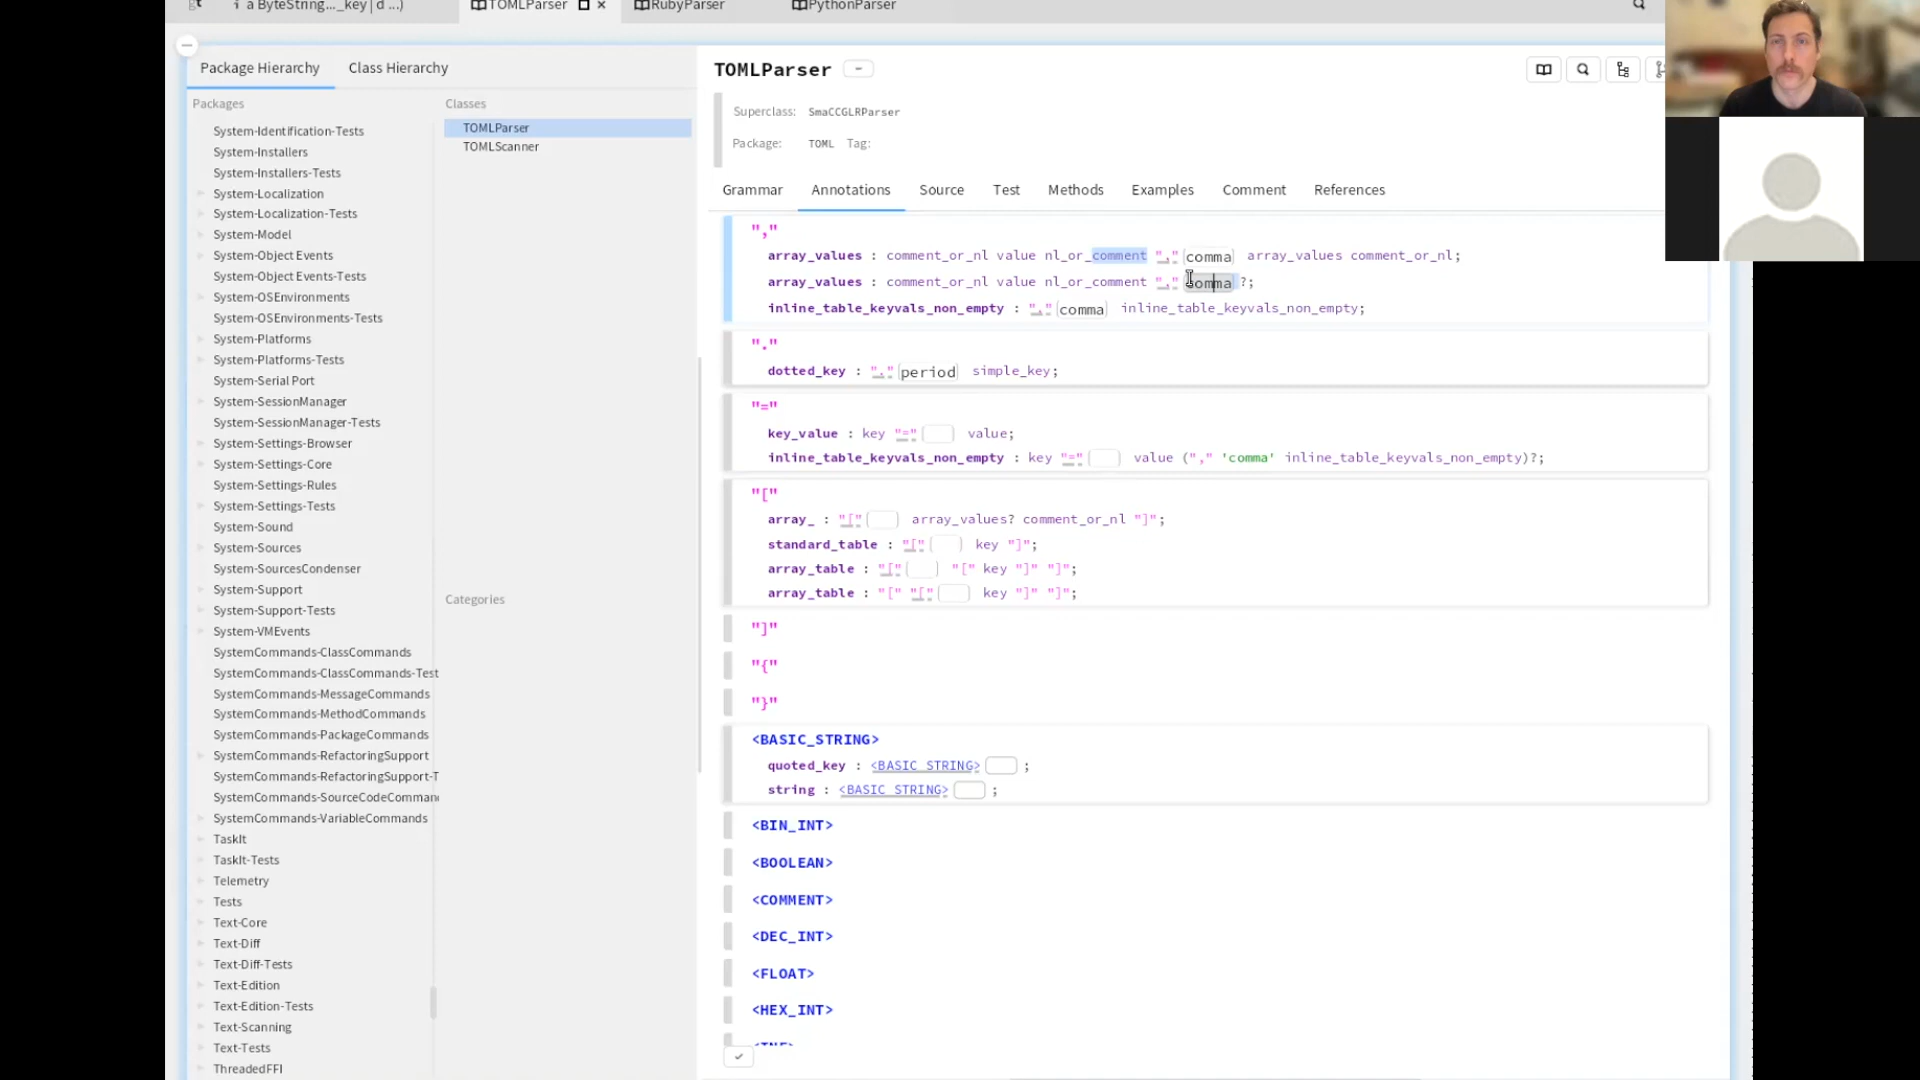 gt
i a ByteString..._key | d ...)
TOMLParser
RubyParser
PythonParser
Package Hierarchy
Class Hierarchy
Packages
System-Identification-Tests
System-Installers
System-Installers-Tests
System-Localization
System-Localization-Tests
System-Model
System-Object Events
System-Object Events-Tests
System-OSEnvironments
System-OSEnvironments-Tests
System-Platforms
System-Platforms-Tests
System-Serial Port
System-SessionManager
System-SessionManager-Tests
System-Settings-Browser
System-Settings-Core
System-Settings-Rules
System-Settings-Tests
System-Sound
System-Sources
System-SourcesCondenser
System-Support
System-Support-Tests
System-VMEvents
SystemCommands-ClassCommands
SystemCommands-ClassCommands-Test
SystemCommands-MessageCommands
SystemCommands-MethodCommands
SystemCommands-PackageCommands
SystemCommands-RefactoringSupport
SystemCommands-RefactoringSupport-T
SystemCommands-SourceCodeCommand
SystemCommands-VariableCommands
TaskIt
TaskIt-Tests
Telemetry
Tests
Text-Core
Text-Diff
Text-Diff-Tests
Text-Edition
Text-Edition-Tests
Text-Scanning
Text-Tests
ThreadedFFI
Classes
TOMLParser
TOMLScanner
Categories
TOMLParser
Superclass: SmaCCGLRParser
Package: TOML Tag:
Grammar Annotations Source Test Methods Examples Comment References
","
array_values : comment_or_nl value nl_or_comment "," comma array_values comment_or_nl;
array_values : comment_or_nl value nl_or_comment "," comma ?;
inline_table_keyvals_non_empty : "," comma inline_table_keyvals_non_empty;
"."
dotted_key : "." period simple_key;
"="
key_value : key "=" value;
inline_table_keyvals_non_empty : key "=" value ("," 'comma' inline_table_keyvals_non_empty)?;
"["
array_ : "[" array_values? comment_or_nl "]";
standard_table : "[" key "]";
array_table : "[" "[" key "]" "]";
array_table : "[" "[" key "]" "]";
"]"
"{"
"}"
<BASIC_STRING>
quoted_key : <BASIC_STRING> ;
string : <BASIC_STRING> ;
<BIN_INT>
<BOOLEAN>
<COMMENT>
<DEC_INT>
<FLOAT>
<HEX_INT>